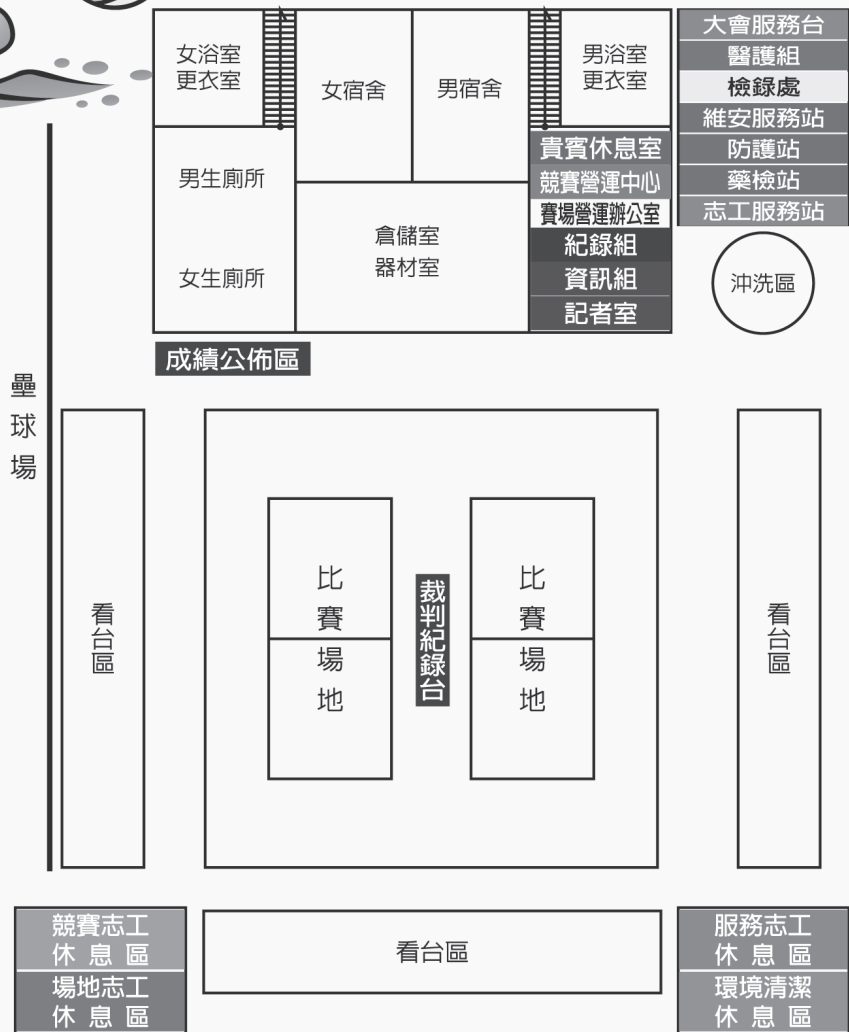 女浴室
更衣室
女宿舍
男宿舍
男浴室
更衣室
大會服務台
醫護組
檢錄處
維安服務站
防護站
藥檢站
志工服務站
男生廁所
女生廁所
倉儲室
器材室
貴賓休息室
競賽營運中心
賽場營運辦公室
紀錄組
資訊組
記者室
沖洗區
成績公佈區
壘球場
看台區
比賽場地
裁判紀錄台
比賽場地
看台區
競賽志工
休息區
場地志工
休息區
看台區
服務志工
休息區
環境清潔
休息區